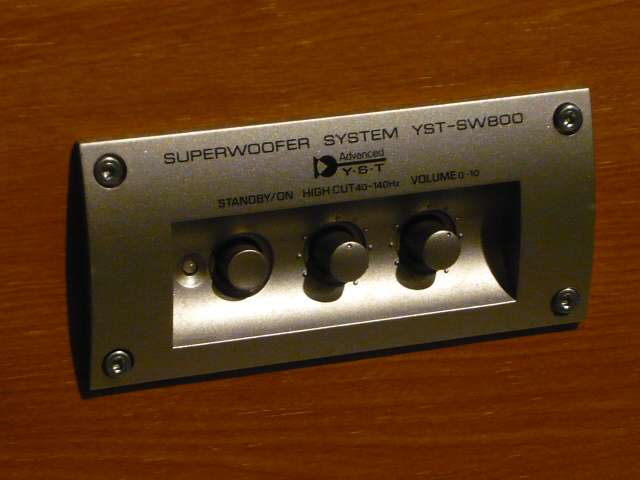 SUPERWOOFER SYSTEM YST-SW800
Advanced
Y·S·T
STANDBY/ON HIGH CUT 40-140Hz VOLUME 0-10